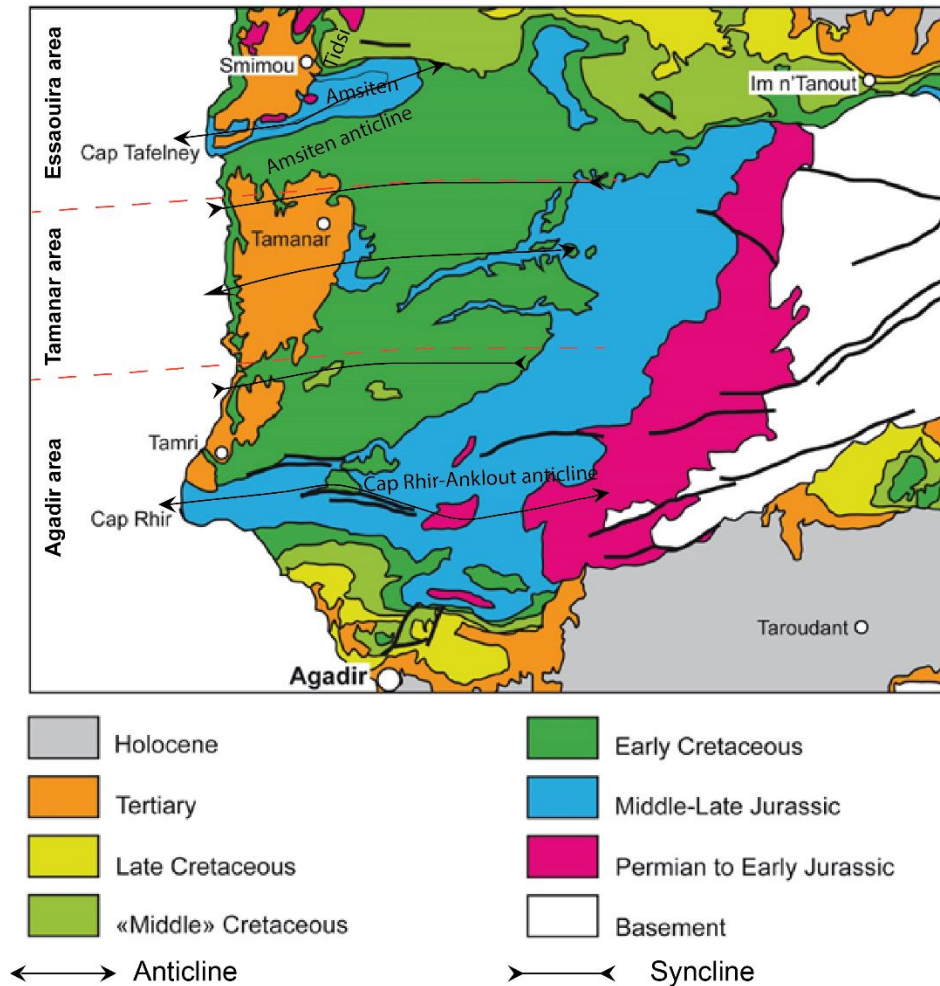 Essaouira area
Tamanar area
Agadir area
Smimou
Tidsi
Im n'Tanout
Amsiten
Cap Tafelney
Amsiten anticline
Tamanar
Tamri
Cap Rhir-Anklout anticline
Cap Rhir
Taroudant
Agadir
Holocene
Tertiary
Late Cretaceous
«Middle» Cretaceous
Early Cretaceous
Middle-Late Jurassic
Permian to Early Jurassic
Basement
Anticline
Syncline